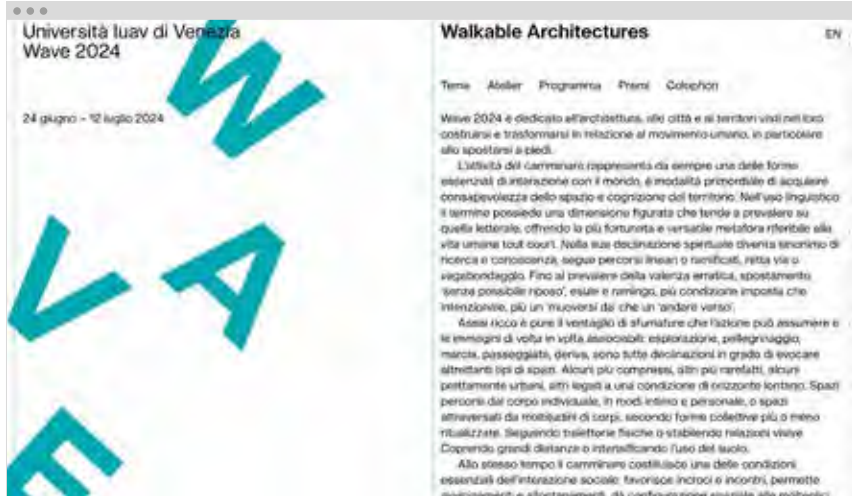 Università Iuav di Venezia
Wave 2024
24 giugno – 12 luglio 2024
W
A
V
E
Walkable Architectures
EN
Tema Atelier Programma Premi Colophon
Wave 2024 è dedicato all'architettura, alle città e ai territori visti nel loro
costruirsi e trasformarsi in relazione al movimento umano, in particolare
allo spostarsi a piedi.
L'attività del camminare rappresenta da sempre una delle forme
essenziali di interazione con il mondo, è modalità primordiale di acquisire
consapevolezza dello spazio e cognizione del territorio. Nell'uso linguistico
il termine possiede una dimensione figurata che tende a prevalere su
quella letterale, offrendo la più fortunata e versatile metafora riferibile alla
vita umana tout court. Nella sua declinazione spirituale diventa sinonimo di
ricerca e conoscenza, segue percorsi lineari o ramificati, retta via o
vagabondaggio. Fino al prevalere della valenza erratica, spostamento
'senza possibile riposo', esule e ramingo, più condizione imposta che
intenzionale, più un 'muoversi da' che un 'andare verso'.
Assai ricco è pure il ventaglio di sfumature che l'azione può assumere e
le immagini di volta in volta associabili: esplorazione, pellegrinaggio,
marcia, passeggiata, deriva, sono tutte declinazioni in grado di evocare
altrettanti tipi di spazi. Alcuni più compressi, altri più rarefatti, alcuni
prettamente urbani, altri legati a una condizione di orizzonte lontano. Spazi
percorsi dal corpo individuale, in modi intimo e personale, o spazi
attraversati da moltitudini di corpi, secondo forme collettive più o meno
ritualizzate. Seguendo traiettorie fisiche o stabilendo relazioni visive.
Coprendo grandi distanze o intensificando l'uso del suolo.
Allo stesso tempo il camminare costituisce una delle condizioni
essenziali dell'interazione sociale: favorisce incroci e incontri, permette